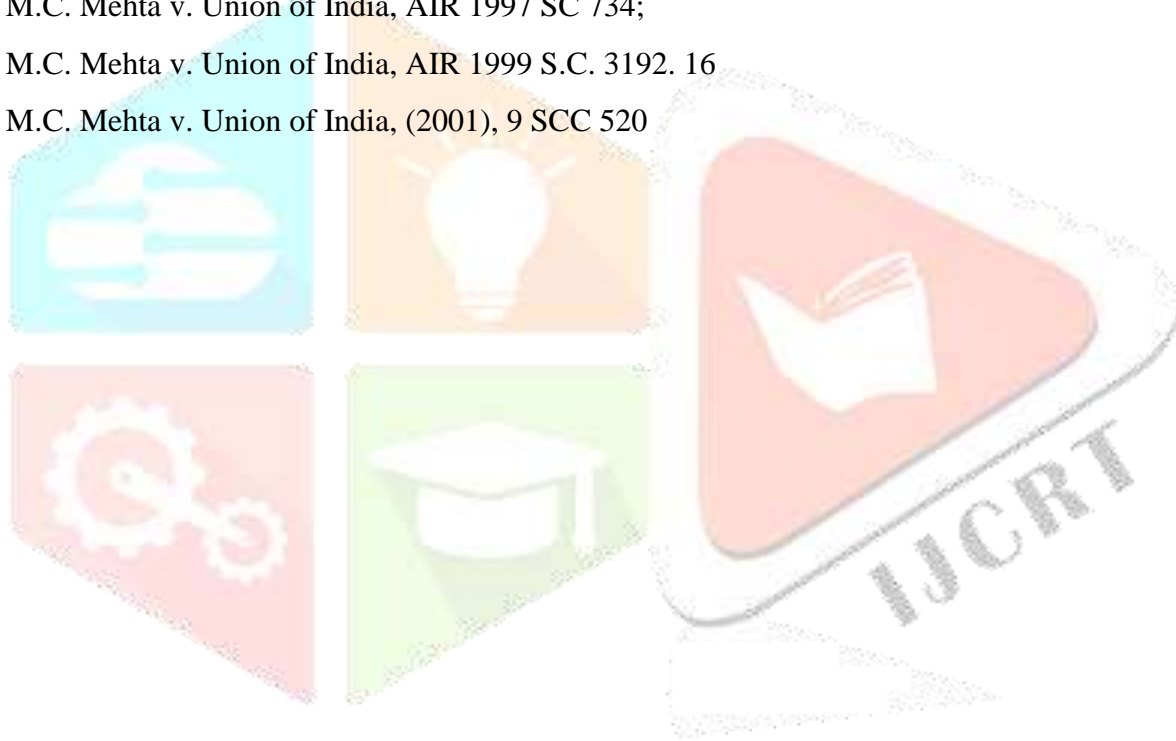 M.C. Mehta v. Union of India, AIR 1997 SC 734;
M.C. Mehta v. Union of India, AIR 1999 S.C. 3192. 16
M.C. Mehta v. Union of India, (2001), 9 SCC 520
IJCRT